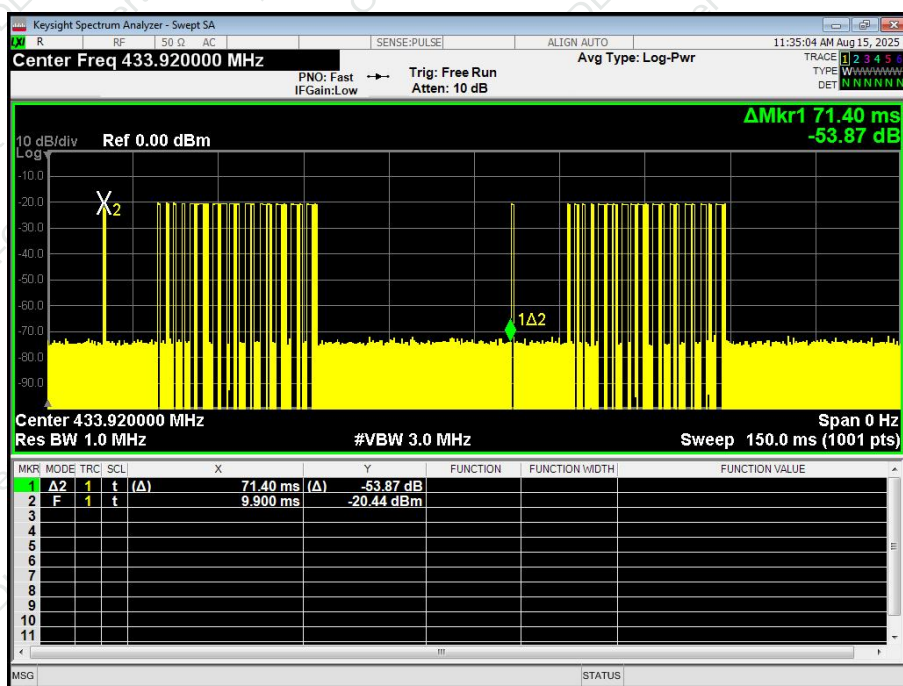 Keysight Spectrum Analyzer - Swept SA
LXI R RF 50 Ω AC SENSE:PULSE ALIGN AUTO 11:35:04 AM Aug 15, 2025
Center Freq 433.920000 MHz
PNO: Fast
IFGain:Low
Trig: Free Run
Atten: 10 dB
Avg Type: Log-Pwr
TRACE 1 2 3 4 5 6
TYPE WWWWWW
DET N N N N N N
ΔMkr1 71.40 ms
-53.87 dB
10 dB/div Ref 0.00 dBm
Log
-10.0
-20.0
X2
-30.0
-40.0
-50.0
-60.0
1Δ2
-70.0
-80.0
-90.0
Center 433.920000 MHz Span 0 Hz
Res BW 1.0 MHz #VBW 3.0 MHz Sweep 150.0 ms (1001 pts)
MKR MODE TRC SCL X Y FUNCTION FUNCTION WIDTH FUNCTION VALUE
1 Δ2 1 t (Δ) 71.40 ms (Δ) -53.87 dB
2 F 1 t 9.900 ms -20.44 dBm
3
4
5
6
7
8
9
10
11
MSG STATUS